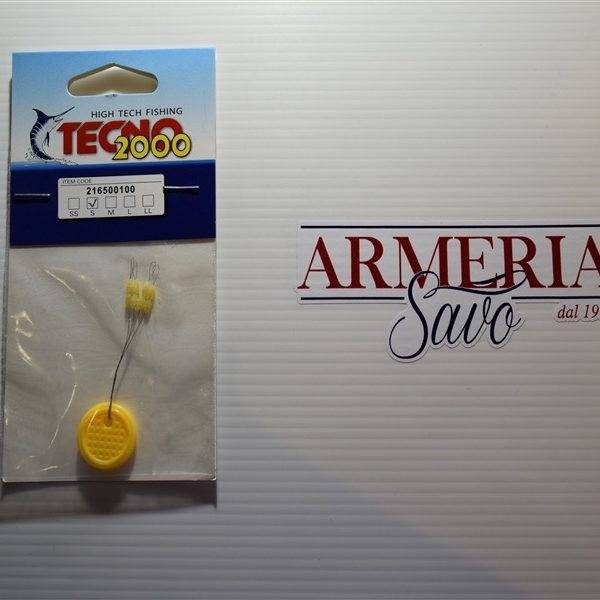 HIGH TECH FISHING
TECNO
2000
ITEM CODE
216500100
SS S M L LL
ARMERIA
Savo
dal 19